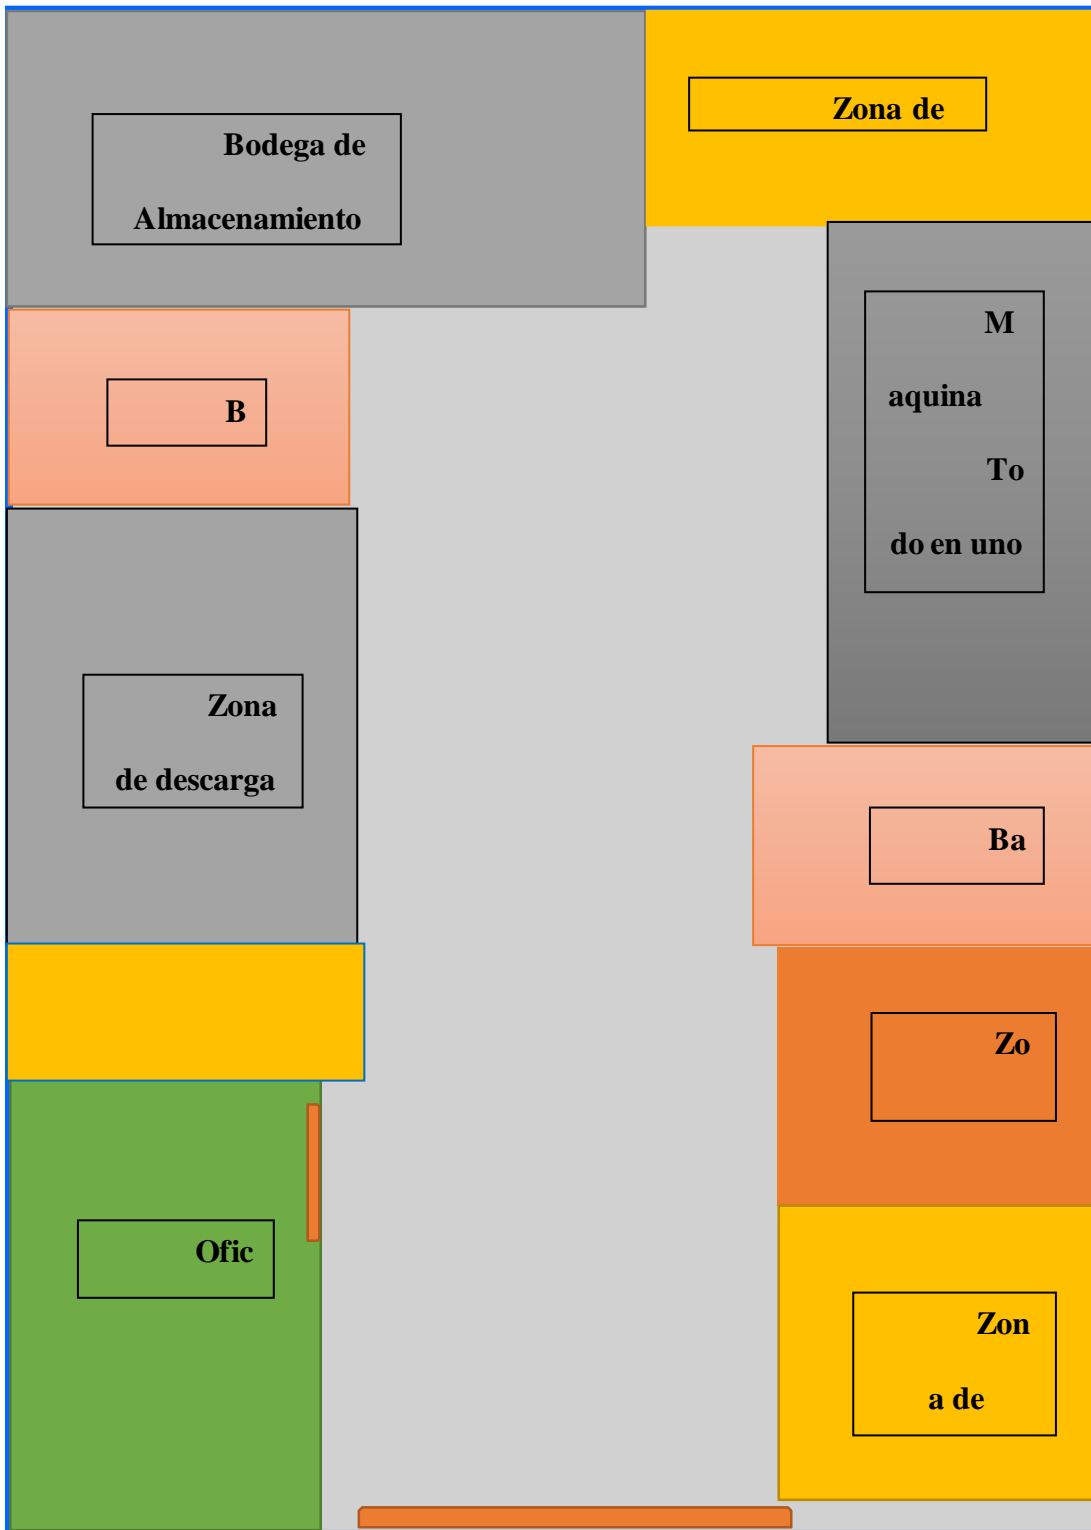 Zona de
Bodega de
Almacenamiento
M
aquina
To
do en uno
B
Zona
de descarga
Ba
Zo
Ofic
Zon
a de